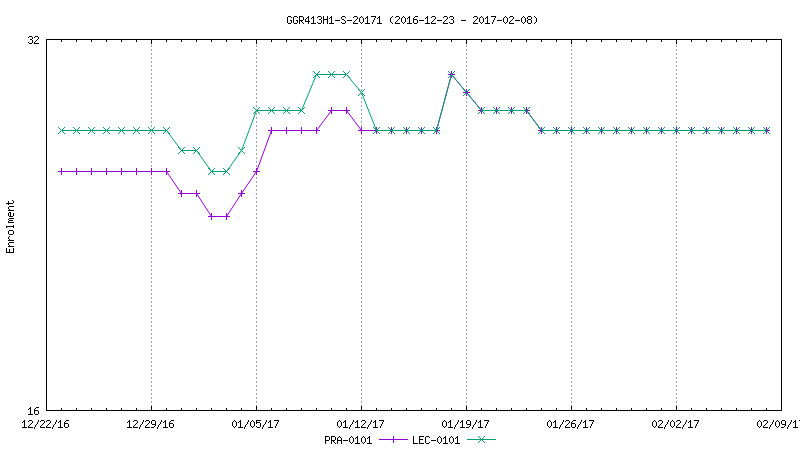 GGR413H1-S-20171 (2016-12-23 - 2017-02-08)
32
Enrolment
16
12/22/16 12/29/16 01/05/17 01/12/17 01/19/17 01/26/17 02/02/17 02/09/1
PRA-0101 LEC-0101